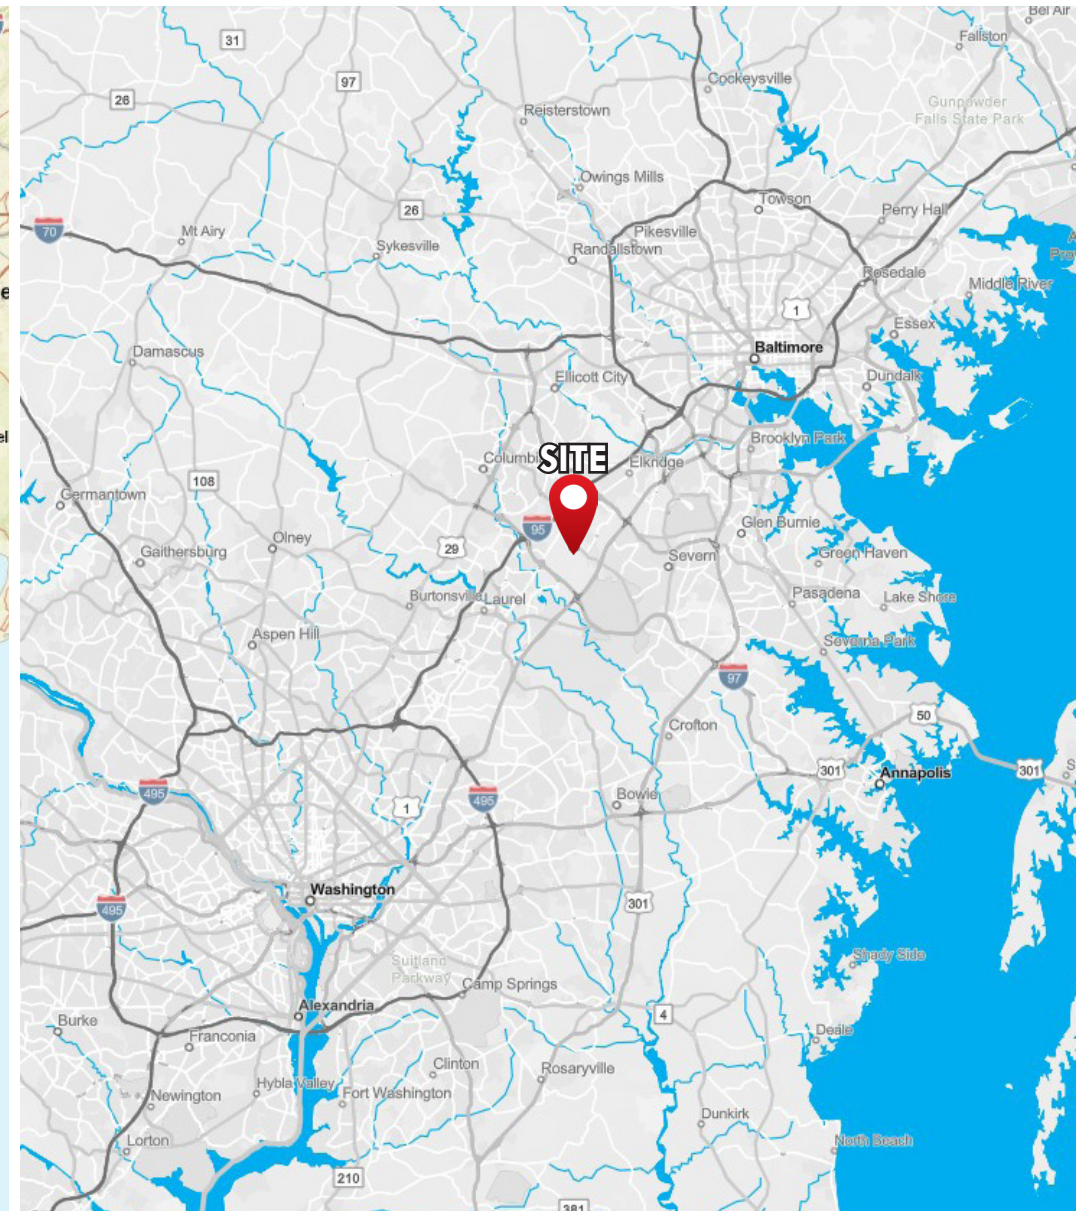 Bel Air
31
Fallston
97
Cockeysville
26
Gunpowder
Falls State Park
Reisterstown
Owings Mills
Towson
26
Perry Hall
70
Mt Airy
Pikesville
Sykesville
Randallstown
Rosedale
Middle River
1
Essex
Baltimore
Damascus
Ellicott City
Dundalk
Brooklyn Park
SITE
Columbi
Elkridge
108
Germantown
95
Glen Burnie
Olney
29
Gaithersburg
Severn
Green Haven
Burtonsville
Laurel
Pasadena
Lake Shore
Aspen Hill
Severna Park
97
50
Crofton
301
Annapolis
301
495
495
1
Bowie
Washington
495
301
Suitland
Parkway
Shady Side
Camp Springs
Alexandria
4
Burke
Franconia
Deale
Clinton
Rosaryville
Hybla Valley
Newington
Fort Washington
Dunkirk
Lorton
North Beach
210
381